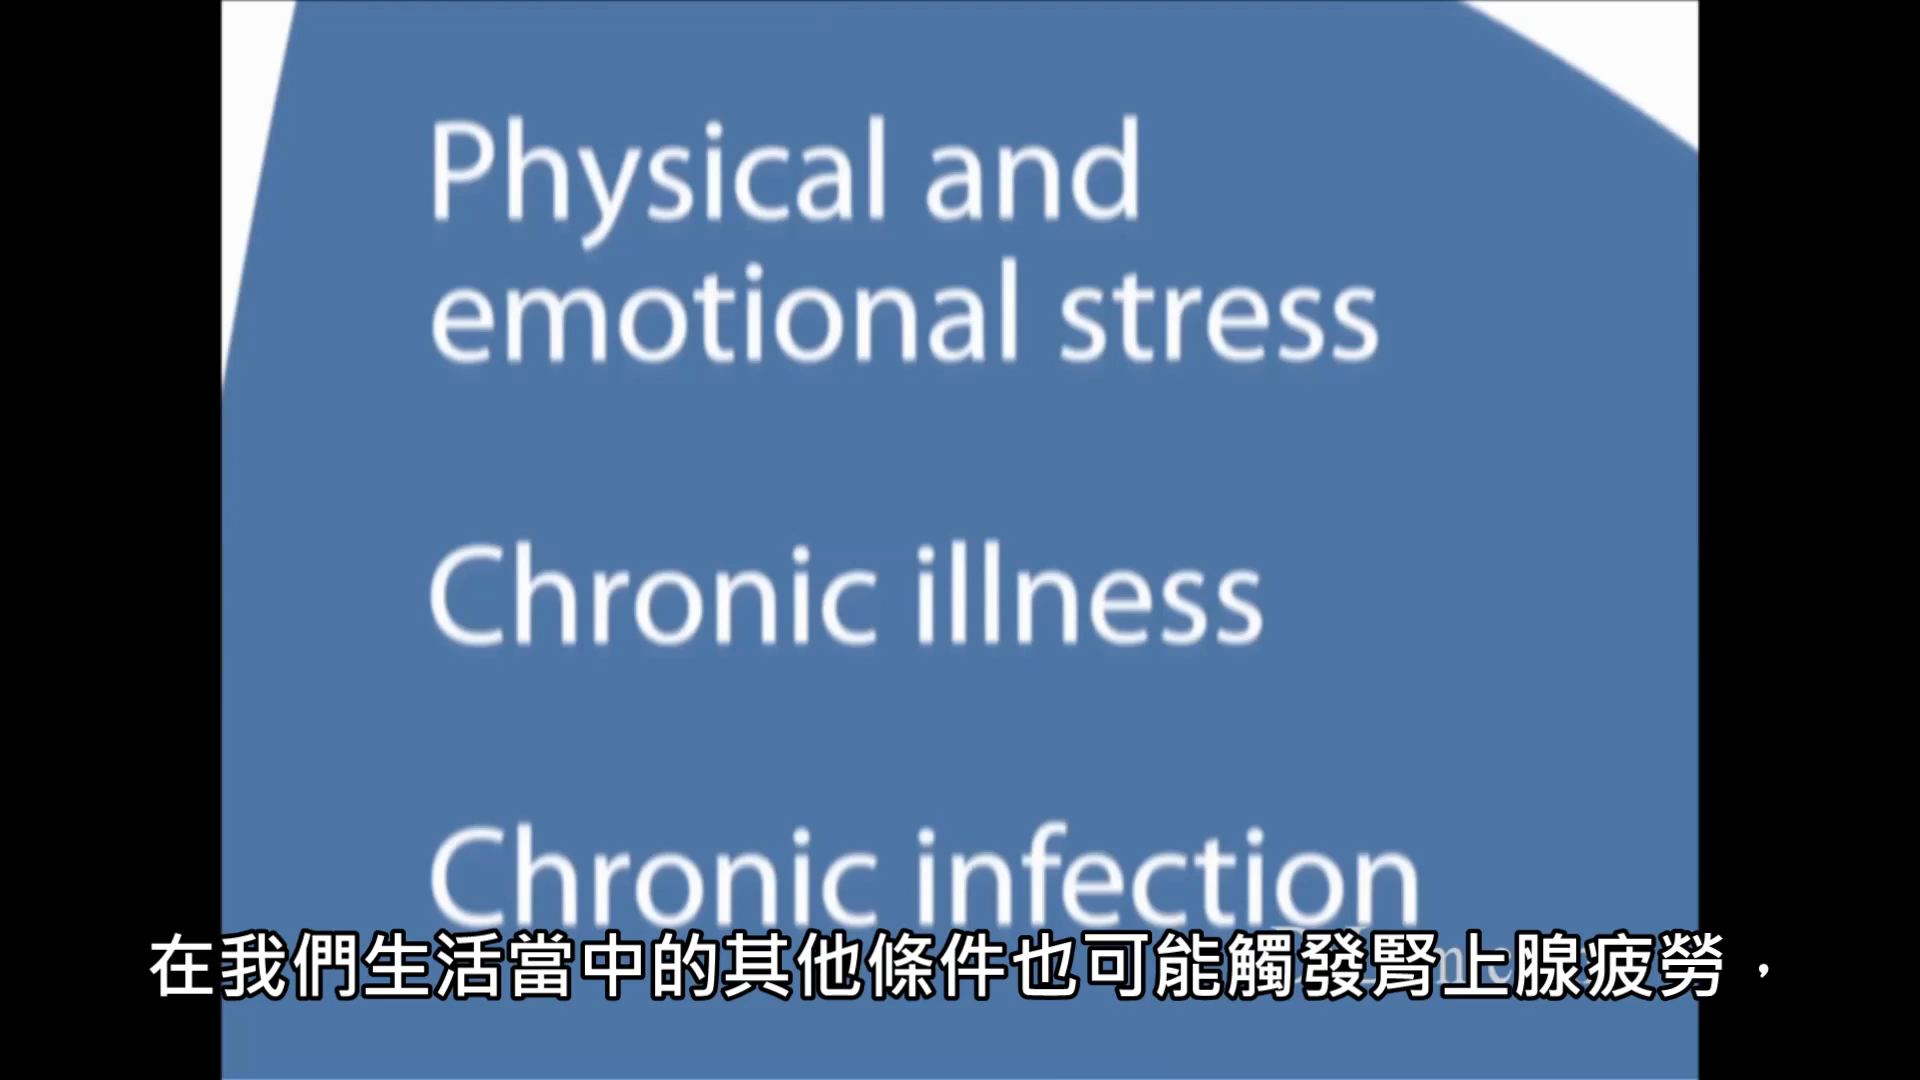 Physical and
emotional stress
Chronic illness
Chronic infection
在我們生活當中的其他條件也可能觸發腎上腺疲勞，